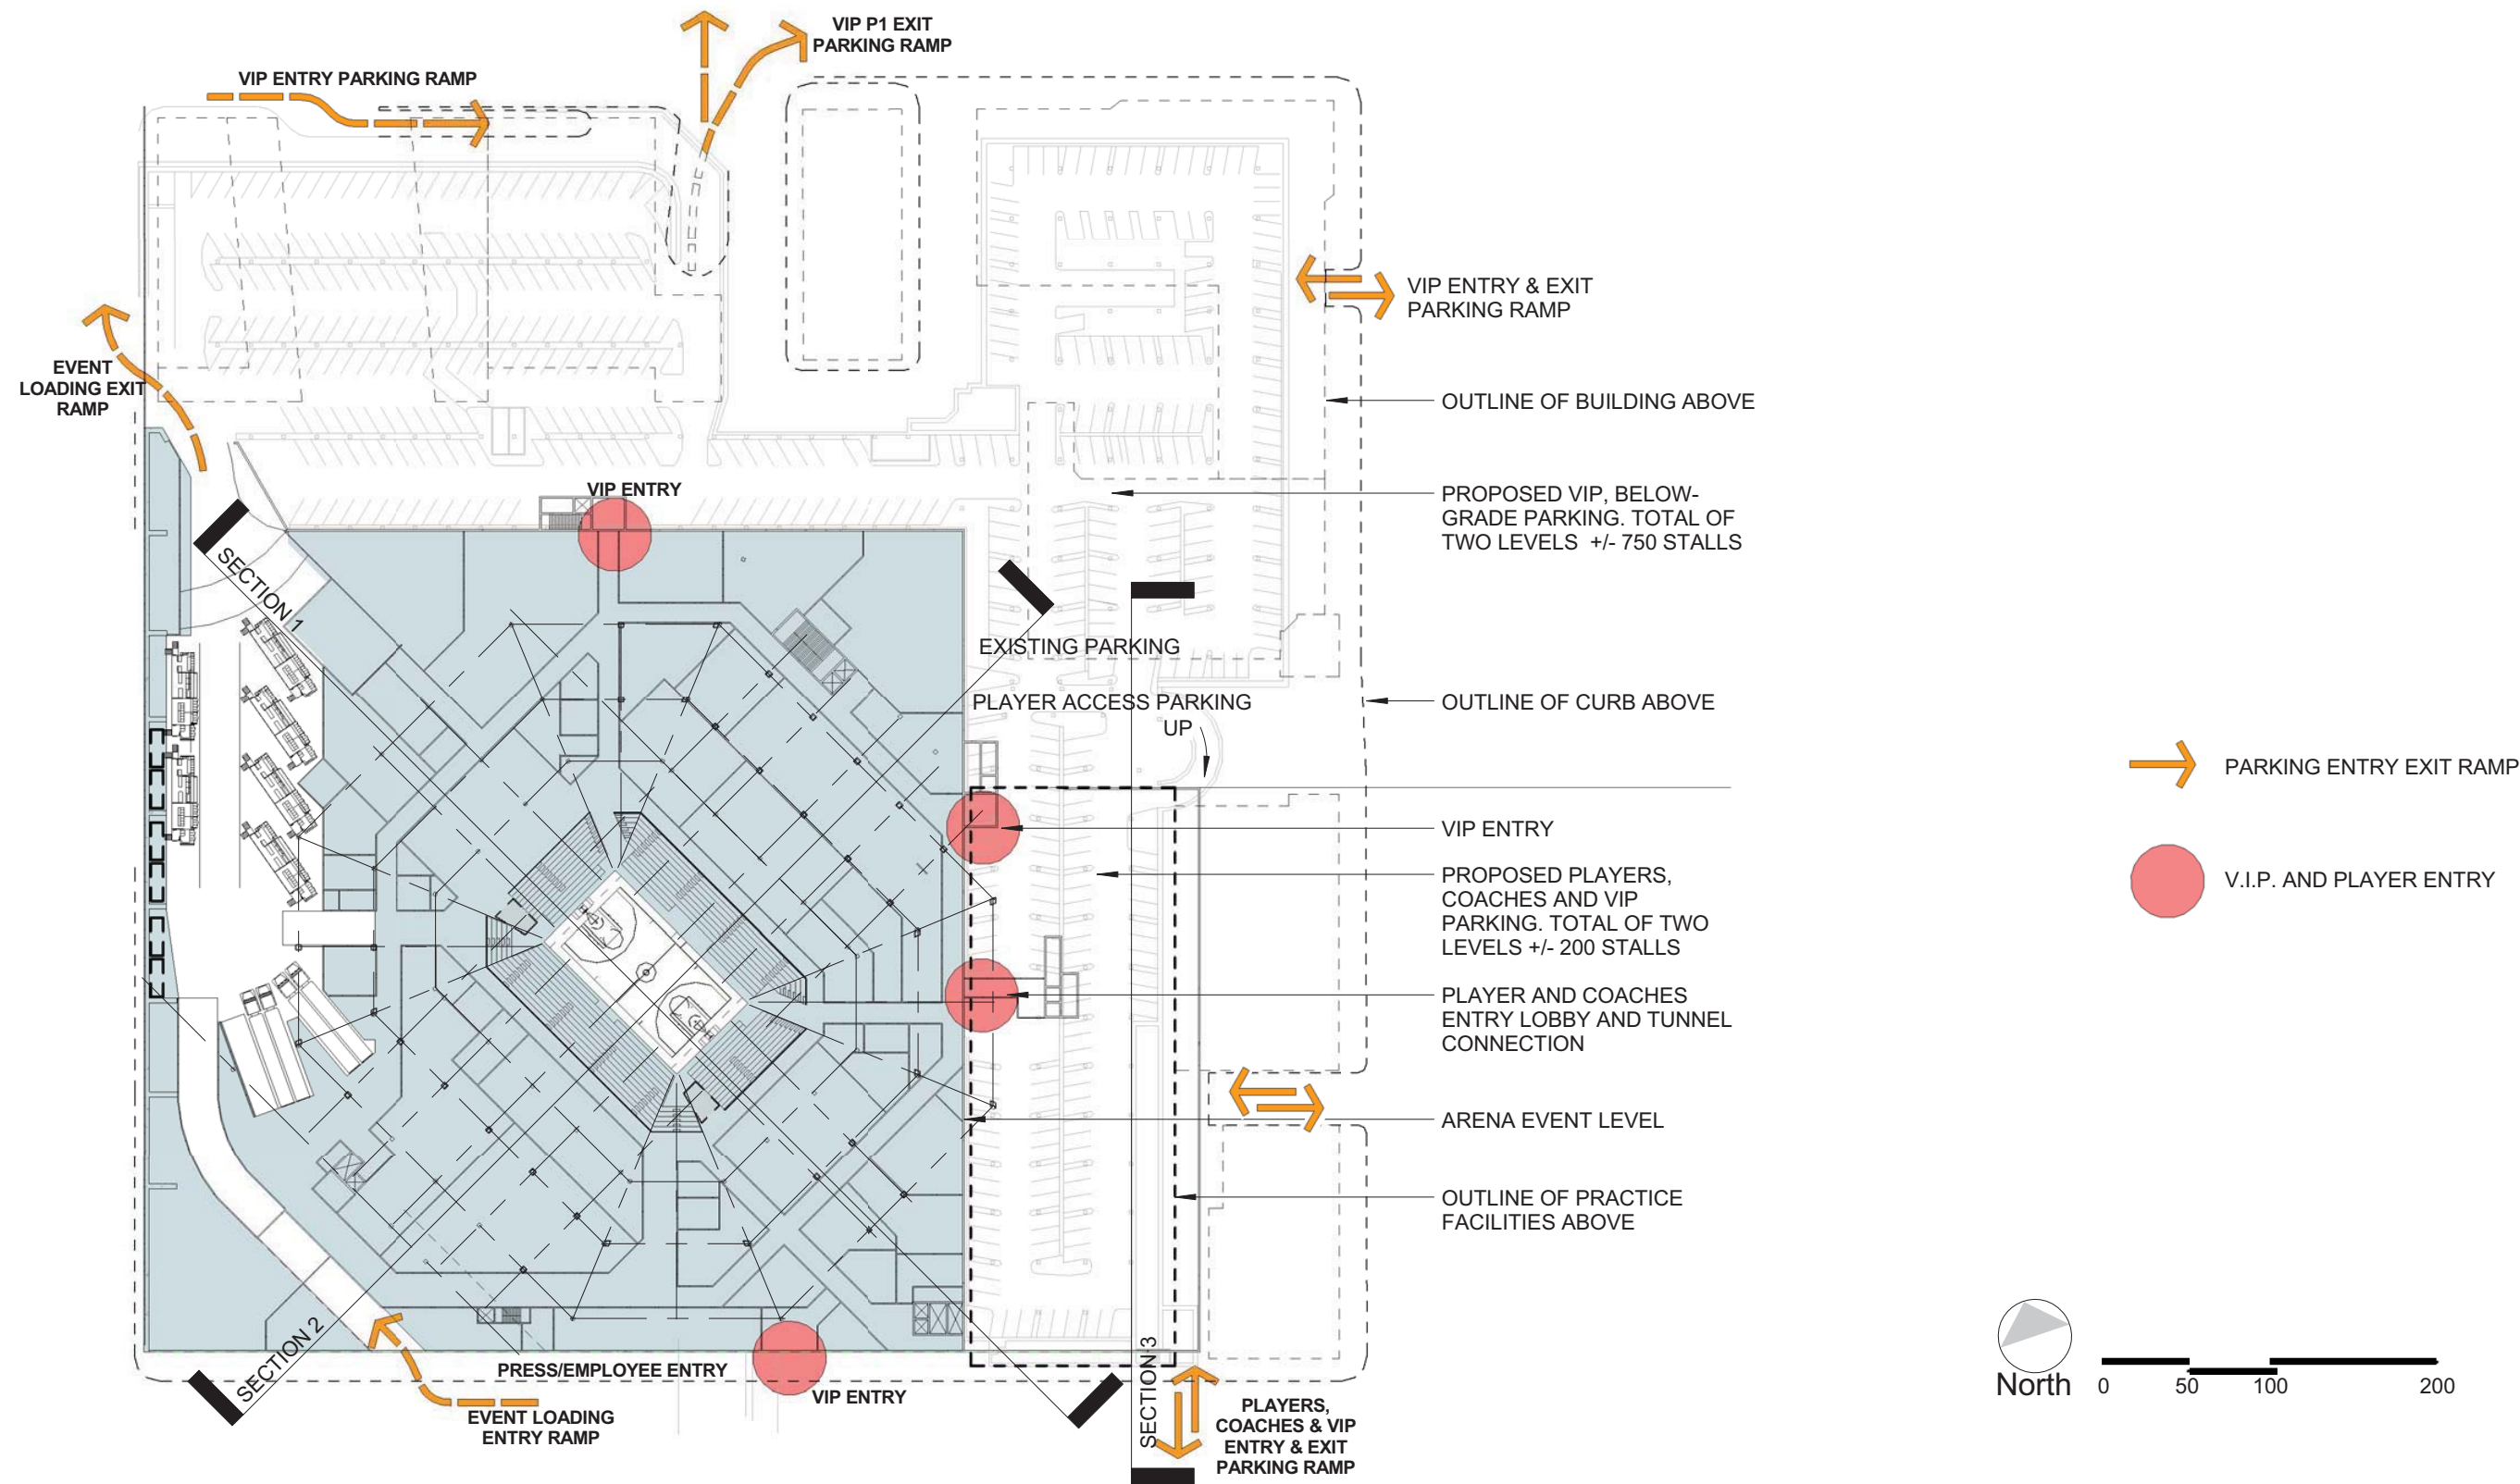 VIP P1 EXIT
PARKING RAMP
VIP ENTRY PARKING RAMP
VIP ENTRY & EXIT
PARKING RAMP
EVENT
LOADING EXIT
RAMP
OUTLINE OF BUILDING ABOVE
VIP ENTRY
PROPOSED VIP, BELOW-
GRADE PARKING. TOTAL OF
TWO LEVELS +/- 750 STALLS
SECTION 1
EXISTING PARKING
PLAYER ACCESS PARKING
UP
OUTLINE OF CURB ABOVE
PARKING ENTRY EXIT RAMP
VIP ENTRY
PROPOSED PLAYERS,
COACHES AND VIP
PARKING. TOTAL OF TWO
LEVELS +/- 200 STALLS
V.I.P. AND PLAYER ENTRY
PLAYER AND COACHES
ENTRY LOBBY AND TUNNEL
CONNECTION
ARENA EVENT LEVEL
OUTLINE OF PRACTICE
FACILITIES ABOVE
SECTION 2
PRESS/EMPLOYEE ENTRY
VIP ENTRY
EVENT LOADING
ENTRY RAMP
SECTION 3
PLAYERS,
COACHES & VIP
ENTRY & EXIT
PARKING RAMP
North
0 50 100 200